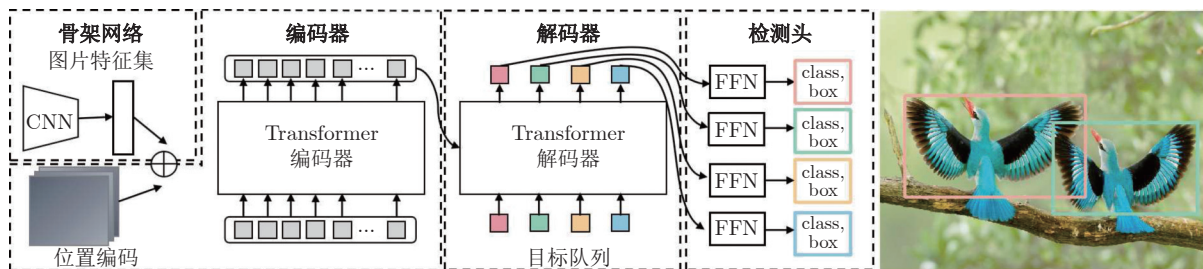 骨架网络
图片特征集
CNN
位置编码
编码器
...
Transformer
编码器
...
解码器
Transformer
解码器
目标队列
检测头
FFN
class,
box
FFN
class,
box
FFN
class,
box
FFN
class,
box